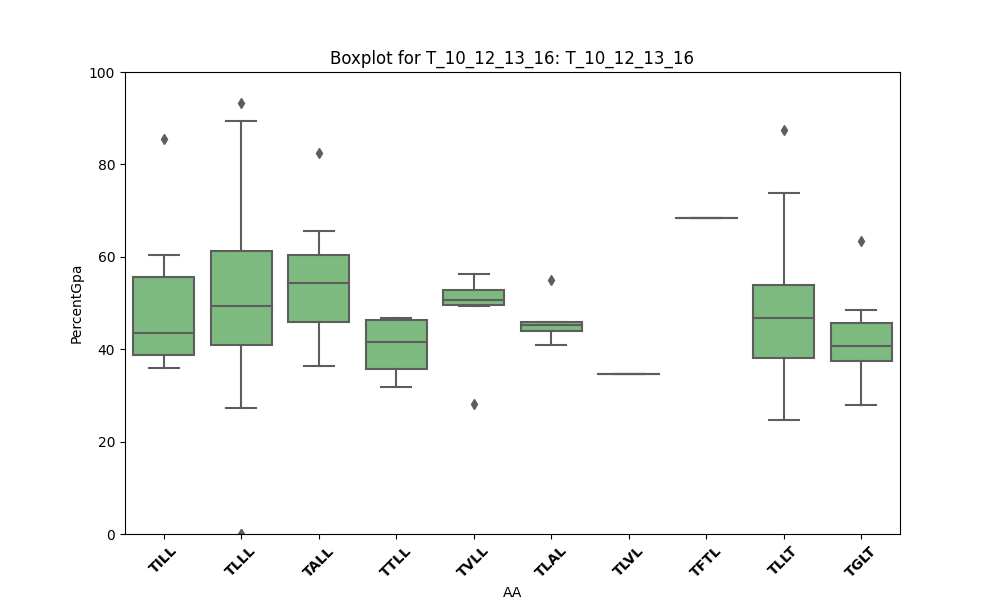 Boxplot for T_10_12_13_16: T_10_12_13_16
100
80
60
40
20
0
PercentGpa
TILL
TLLL
TALL
TTLL
TVLL
TLAL
TLVL
TFTL
TLLT
TGLT
AA